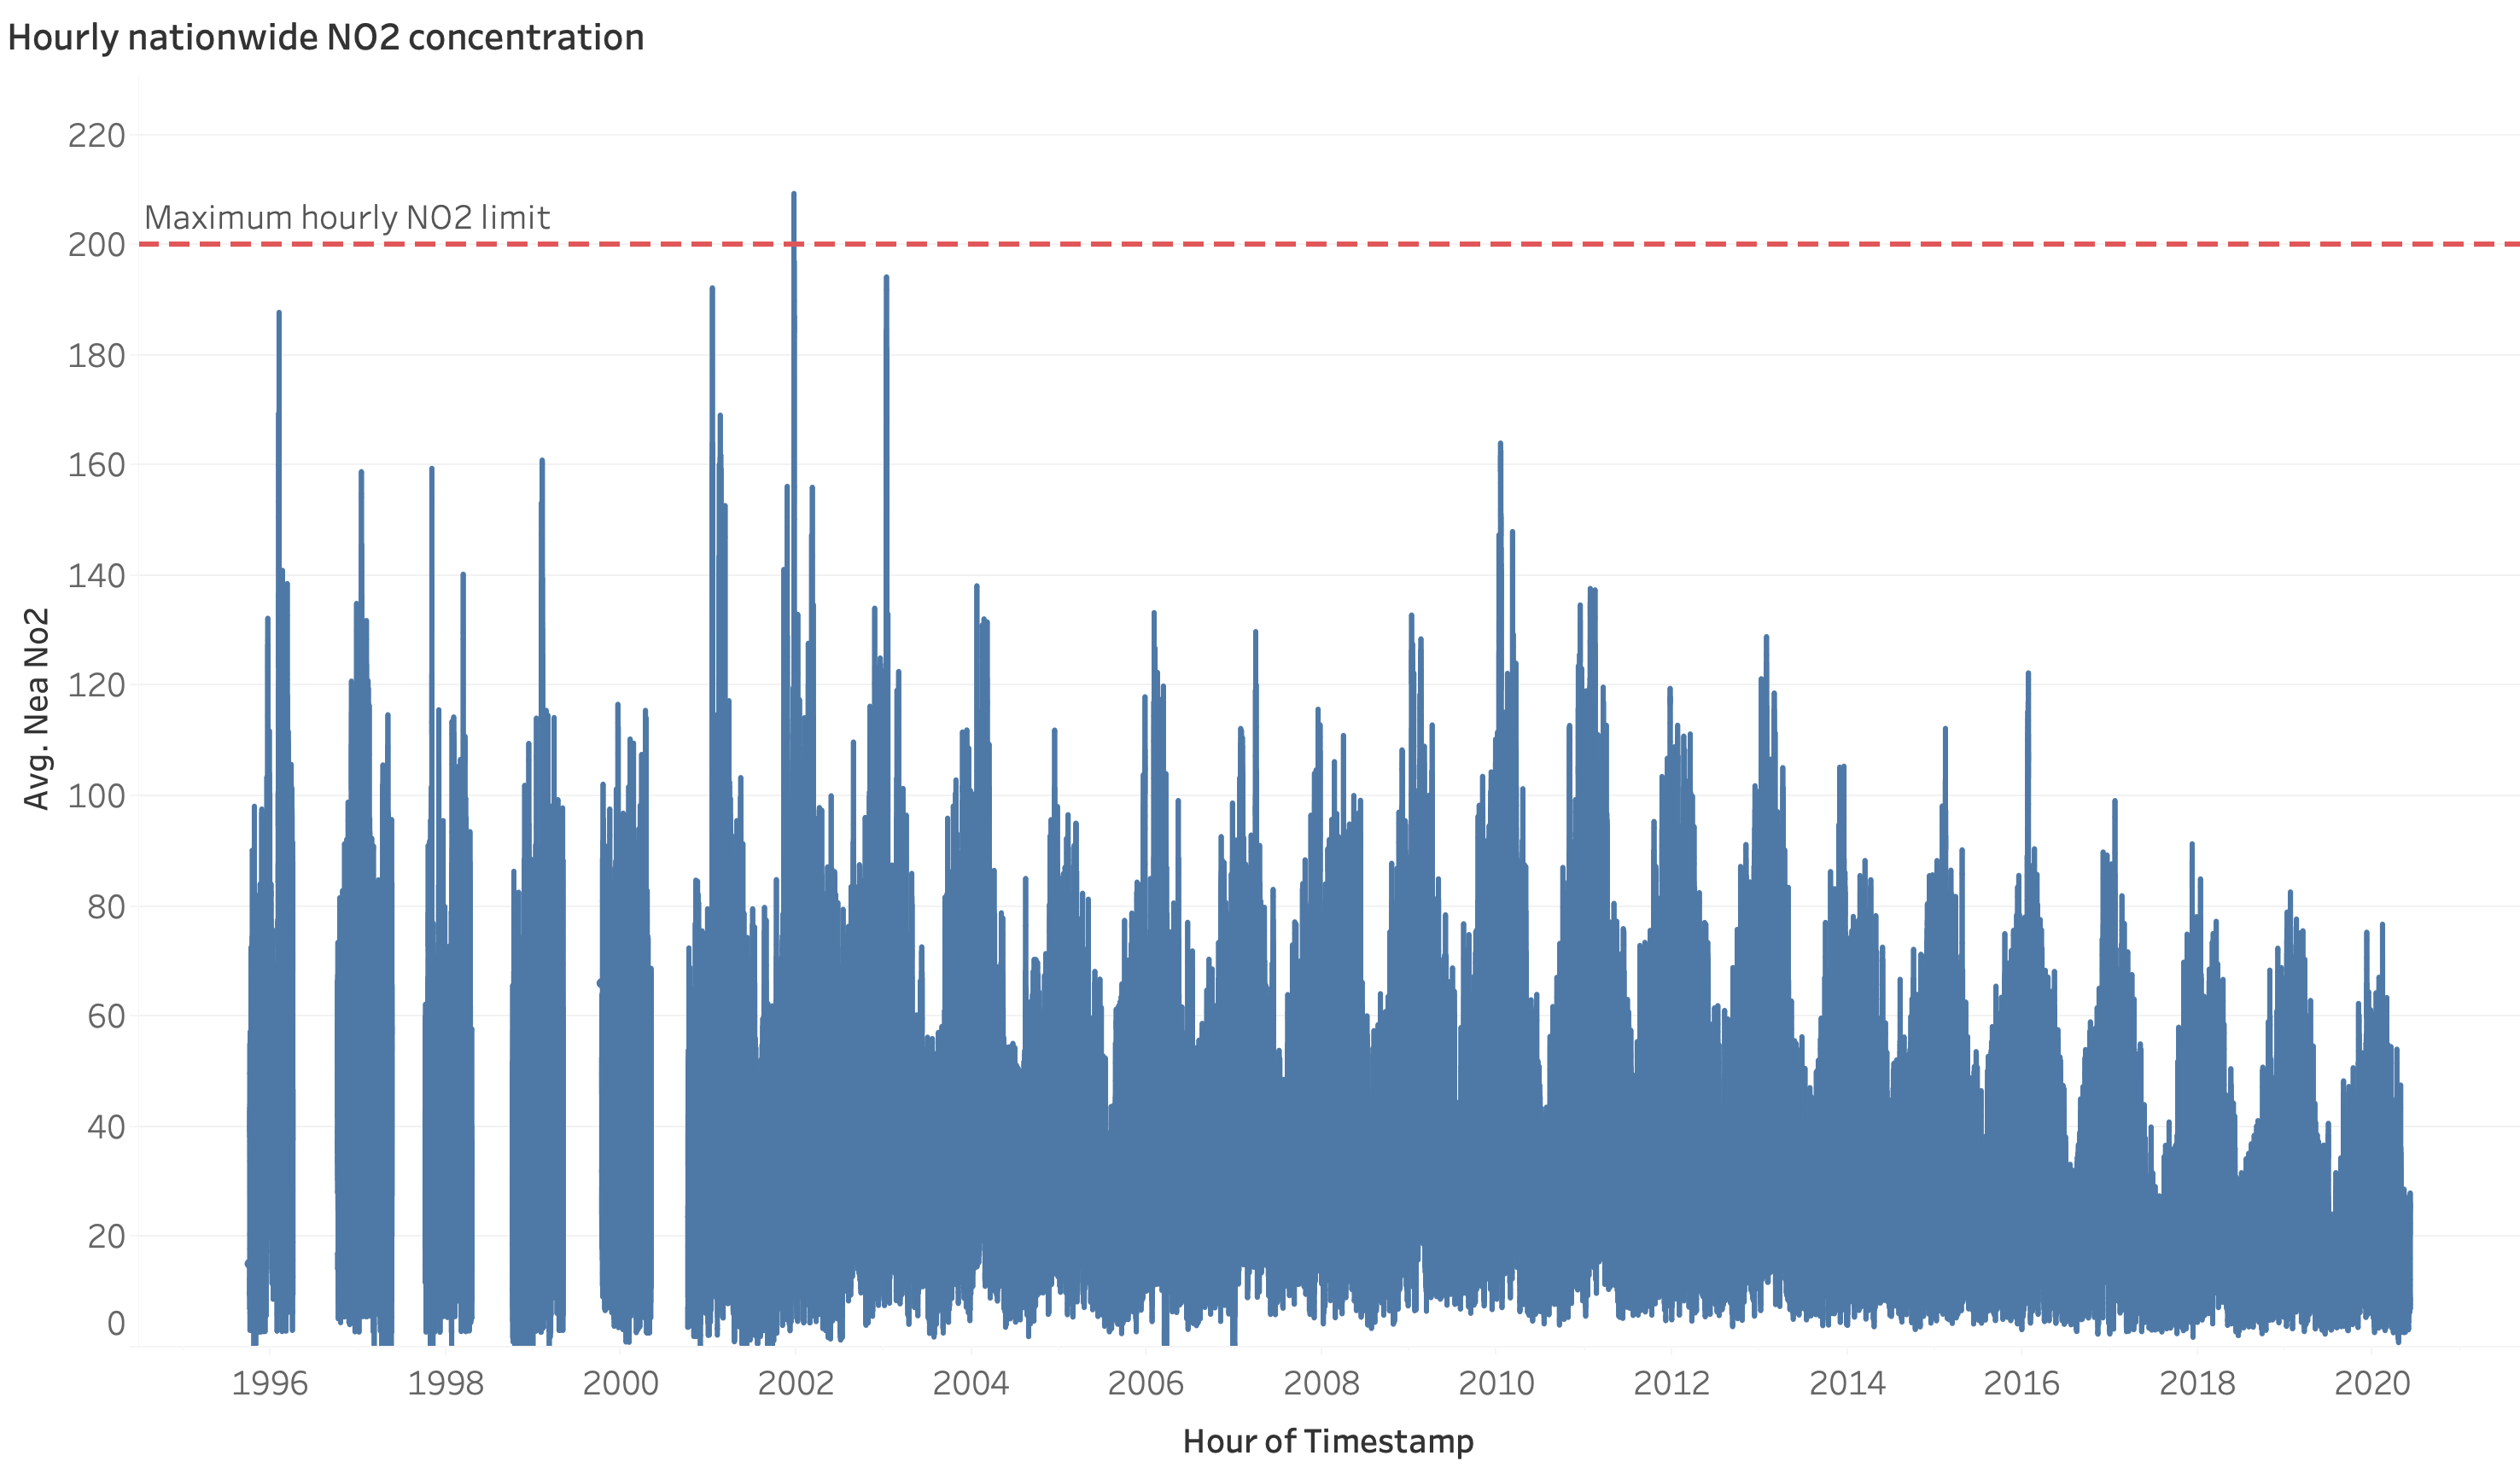 Hourly nationwide NO2 concentration
220
Maximum hourly NO2 limit
200
180
160
140
120
100
80
60
40
20
0
Avg. Nea No2
1996 1998 2000 2002 2004 2006 2008 2010 2012 2014 2016 2018 2020
Hour of Timestamp